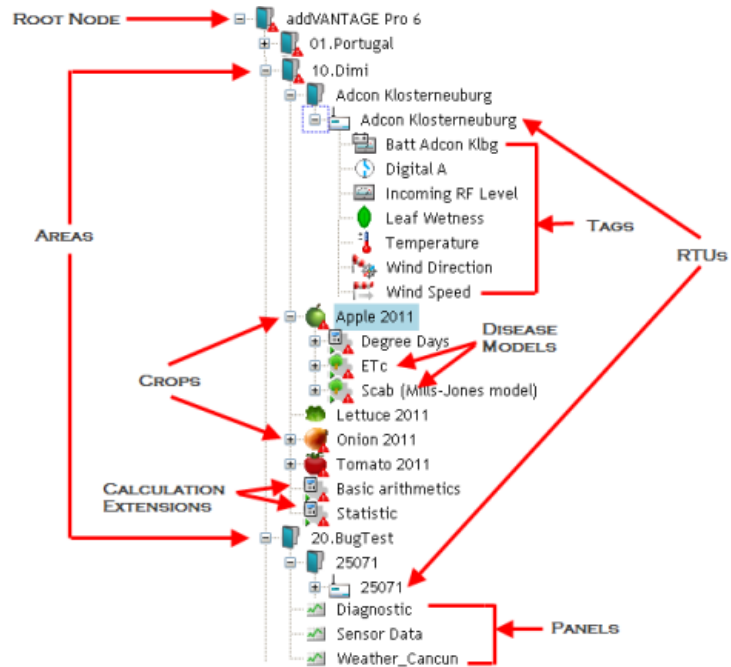 ROOT NODE
addVANTAGE Pro 6
01.Portugal
10.Dimi
Adcon Klosterneuburg
Adcon Klosterneuburg
Batt Adcon Klbg
Digital A
Incoming RF Level
Leaf Wetness
Temperature
Wind Direction
Wind Speed
AREAS
TAGS
RTUs
Apple 2011
Degree Days
ETc
Scab (Mills-Jones model)
DISEASE
MODELS
CROPS
Lettuce 2011
Onion 2011
Tomato 2011
Basic arithmetics
Statistic
CALCULATION
EXTENSIONS
20.BugTest
25071
25071
Diagnostic
Sensor Data
Weather_Cancun
PANELS